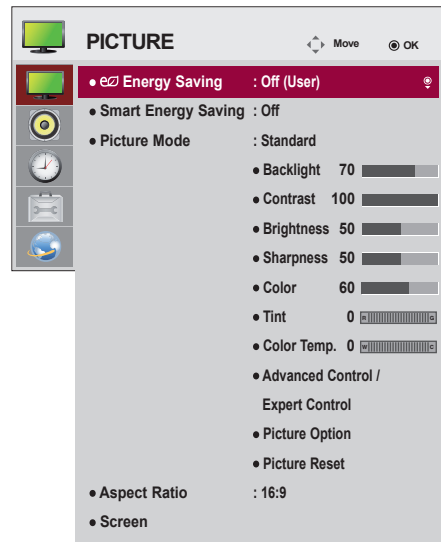 PICTURE Move OK
• eco Energy Saving : Off (User)
• Smart Energy Saving : Off
• Picture Mode : Standard
• Backlight 70
• Contrast 100
• Brightness 50
• Sharpness 50
• Color 60
• Tint 0 R G
• Color Temp. 0 W C
• Advanced Control /
Expert Control
• Picture Option
• Picture Reset
• Aspect Ratio : 16:9
• Screen